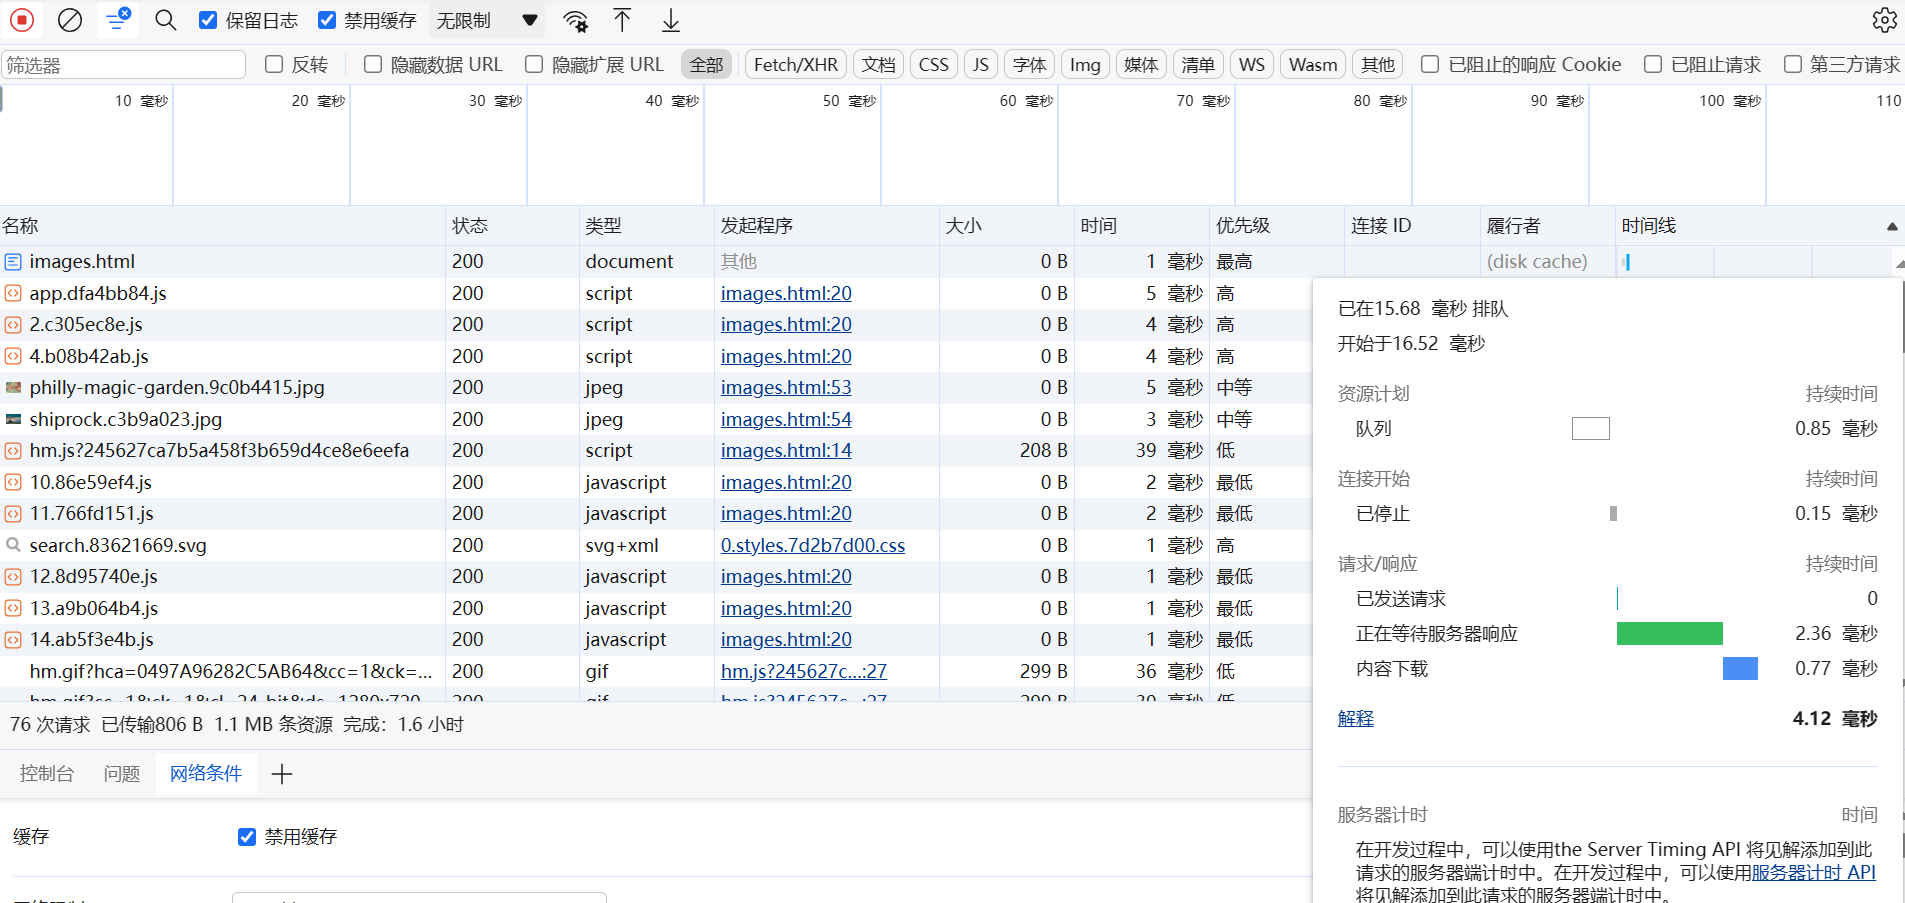 保留日志 禁用缓存 无限制
筛选器 反转 隐藏数据 URL 隐藏扩展 URL 全部 Fetch/XHR 文档 CSS JS 字体 Img 媒体 清单 WS Wasm 其他 已阻止的响应 Cookie 已阻止请求 第三方请求
10 毫秒 20 毫秒 30 毫秒 40 毫秒 50 毫秒 60 毫秒 70 毫秒 80 毫秒 90 毫秒 100 毫秒 110
名称 状态 类型 发起程序 大小 时间 优先级 连接 ID 履行者 时间线
images.html 200 document 其他 0 B 1 毫秒 最高 (disk cache)
app.dfa4bb84.js 200 script images.html:20 0 B 5 毫秒 高
2.c305ec8e.js 200 script images.html:20 0 B 4 毫秒 高
4.b08b42ab.js 200 script images.html:20 0 B 4 毫秒 高
philly-magic-garden.9c0b4415.jpg 200 jpeg images.html:53 0 B 5 毫秒 中等
shiprock.c3b9a023.jpg 200 jpeg images.html:54 0 B 3 毫秒 中等
hm.js?245627ca7b5a458f3b659d4ce8e6eefa 200 script images.html:14 208 B 39 毫秒 低
10.86e59ef4.js 200 javascript images.html:20 0 B 2 毫秒 最低
11.766fd151.js 200 javascript images.html:20 0 B 2 毫秒 最低
search.83621669.svg 200 svg+xml 0.styles.7d2b7d00.css 0 B 1 毫秒 高
12.8d95740e.js 200 javascript images.html:20 0 B 1 毫秒 最低
13.a9b064b4.js 200 javascript images.html:20 0 B 1 毫秒 最低
14.ab5f3e4b.js 200 javascript images.html:20 0 B 1 毫秒 最低
hm.gif?hca=0497A96282C5AB64&cc=1&ck=... 200 gif hm.js?245627c...:27 299 B 36 毫秒 低
76 次请求 已传输806 B 1.1 MB 条资源 完成：1.6 小时
控制台 问题 网络条件
缓存 禁用缓存
已在15.68 毫秒 排队
开始于16.52 毫秒
资源计划 持续时间
队列 0.85 毫秒
连接开始 持续时间
已停止 0.15 毫秒
请求/响应 持续时间
已发送请求 0
正在等待服务器响应 2.36 毫秒
内容下载 0.77 毫秒
解释 4.12 毫秒
服务器计时 时间
在开发过程中，可以使用the Server Timing API 将见解添加到此
请求的服务器端计时中。在开发过程中，可以使用服务器计时 API
将见解添加到此请求的服务器端计时中。